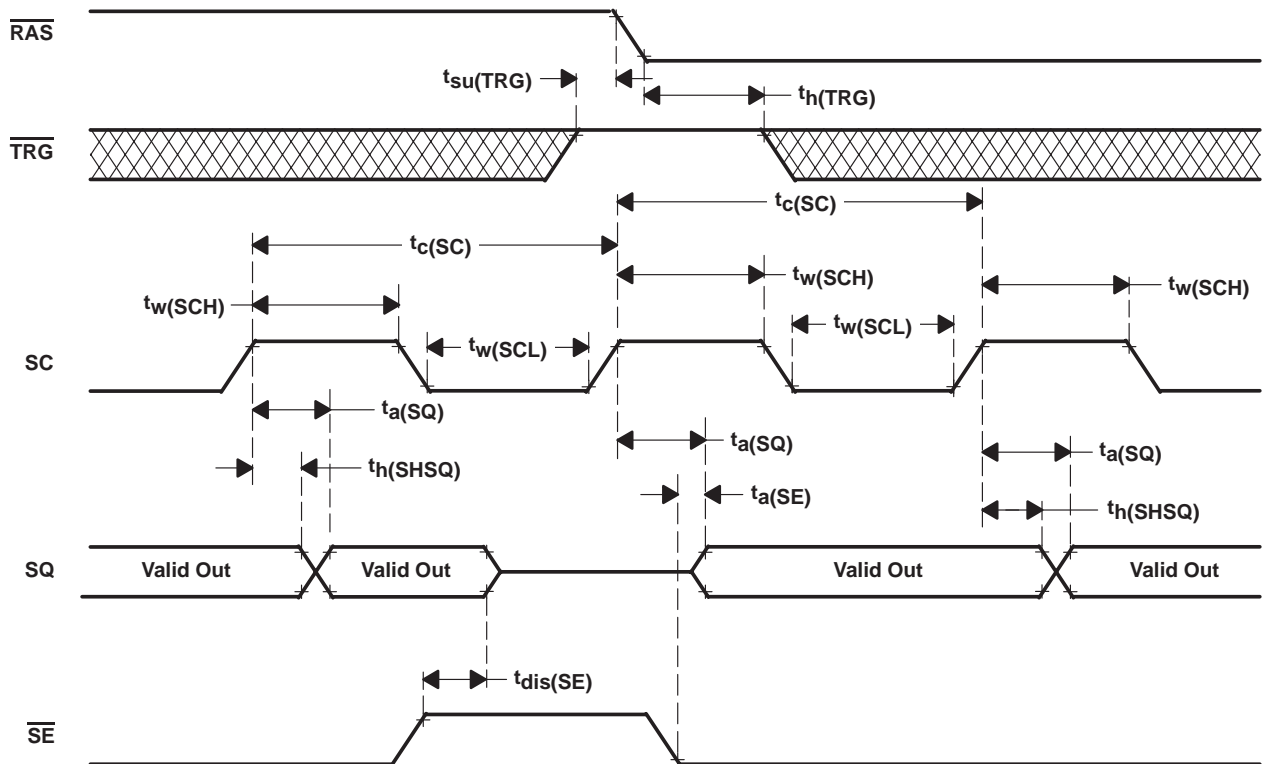 RAS
tsu(TRG)
th(TRG)
TRG
tc(SC)
tc(SC)
tw(SCH)
tw(SCH)
tw(SCH)
tw(SCL)
tw(SCL)
SC
ta(SQ)
ta(SQ)
ta(SQ)
th(SHSQ)
ta(SE)
th(SHSQ)
SQ
Valid Out
Valid Out
Valid Out
Valid Out
tdis(SE)
SE